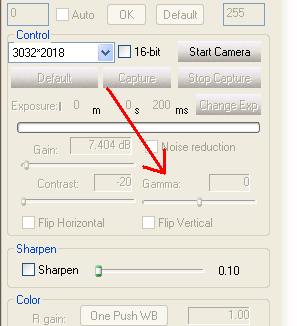 0 Auto OK Default 255
Control
3032*2018 16-bit Start Camera
Default Capture Stop Capture
Exposure: 0 m 0 s 200 ms Change Exp
Gain: 7.404 dB Noise reduction
Contrast: -20 Gamma: 0
Flip Horizontal Flip Vertical
Sharpen
Sharpen 0.10
Color
R gain: One Push WB 1.00